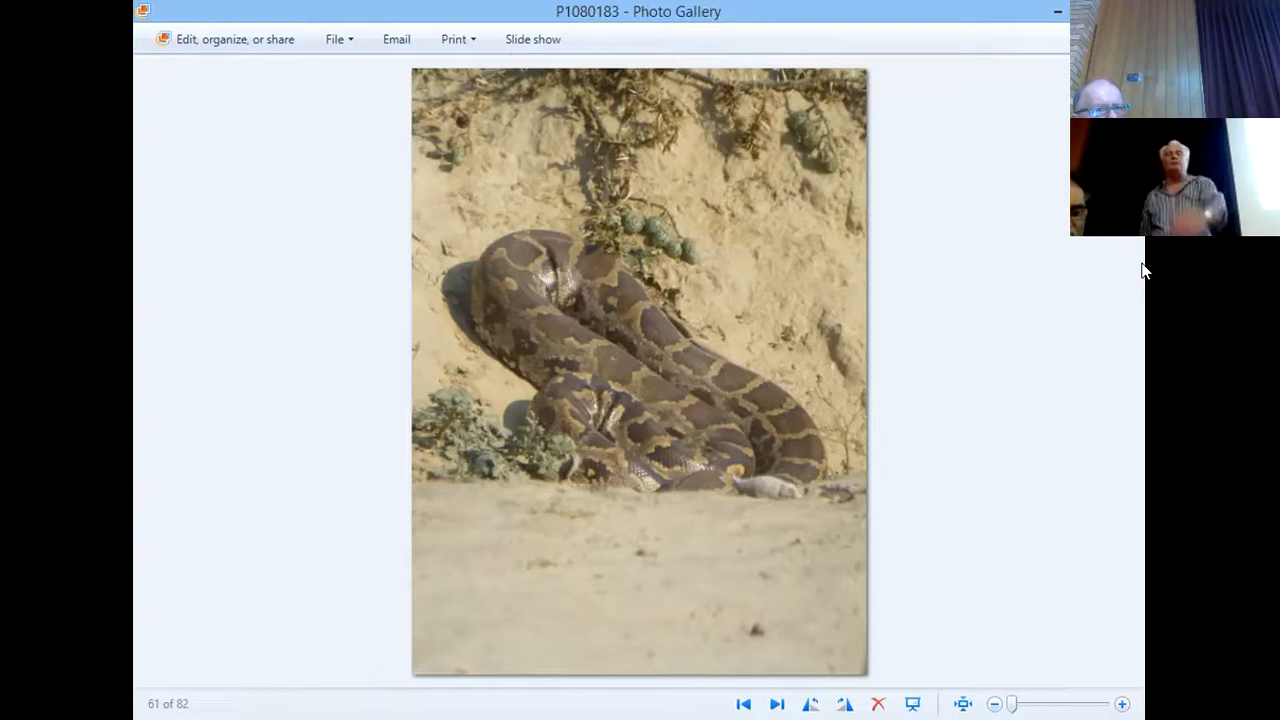 P1080183 - Photo Gallery
Edit, organize, or share File Email Print Slide show
61 of 82